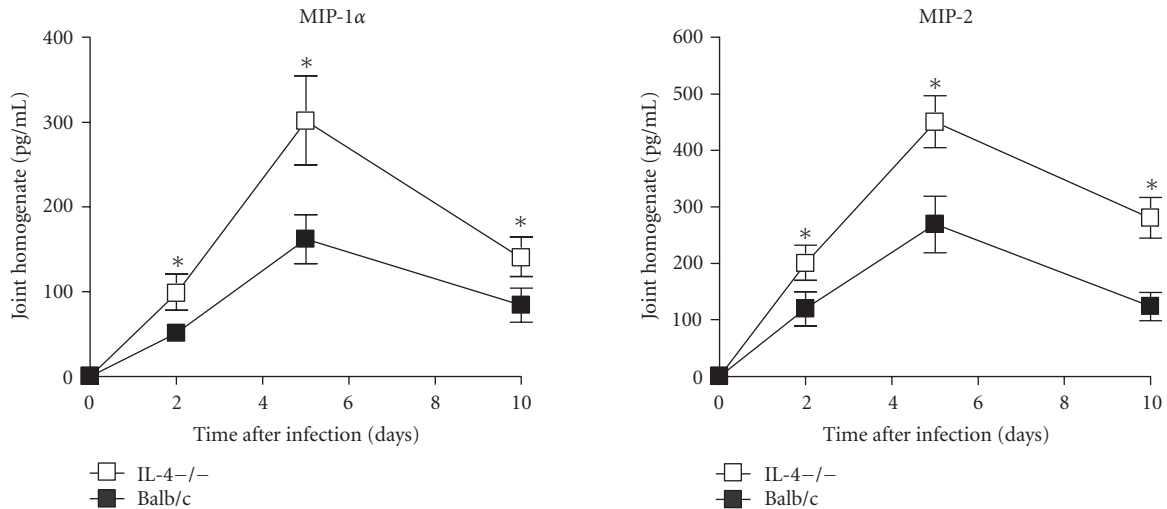 MIP-1α
400
300
200
100
0
Joint homogenate (pg/mL)
*
*
*
0 2 4 6 8 10
Time after infection (days)
IL-4−/−
Balb/c
MIP-2
600
500
400
300
200
100
0
Joint homogenate (pg/mL)
*
*
*
0 2 4 6 8 10
Time after infection (days)
IL-4−/−
Balb/c